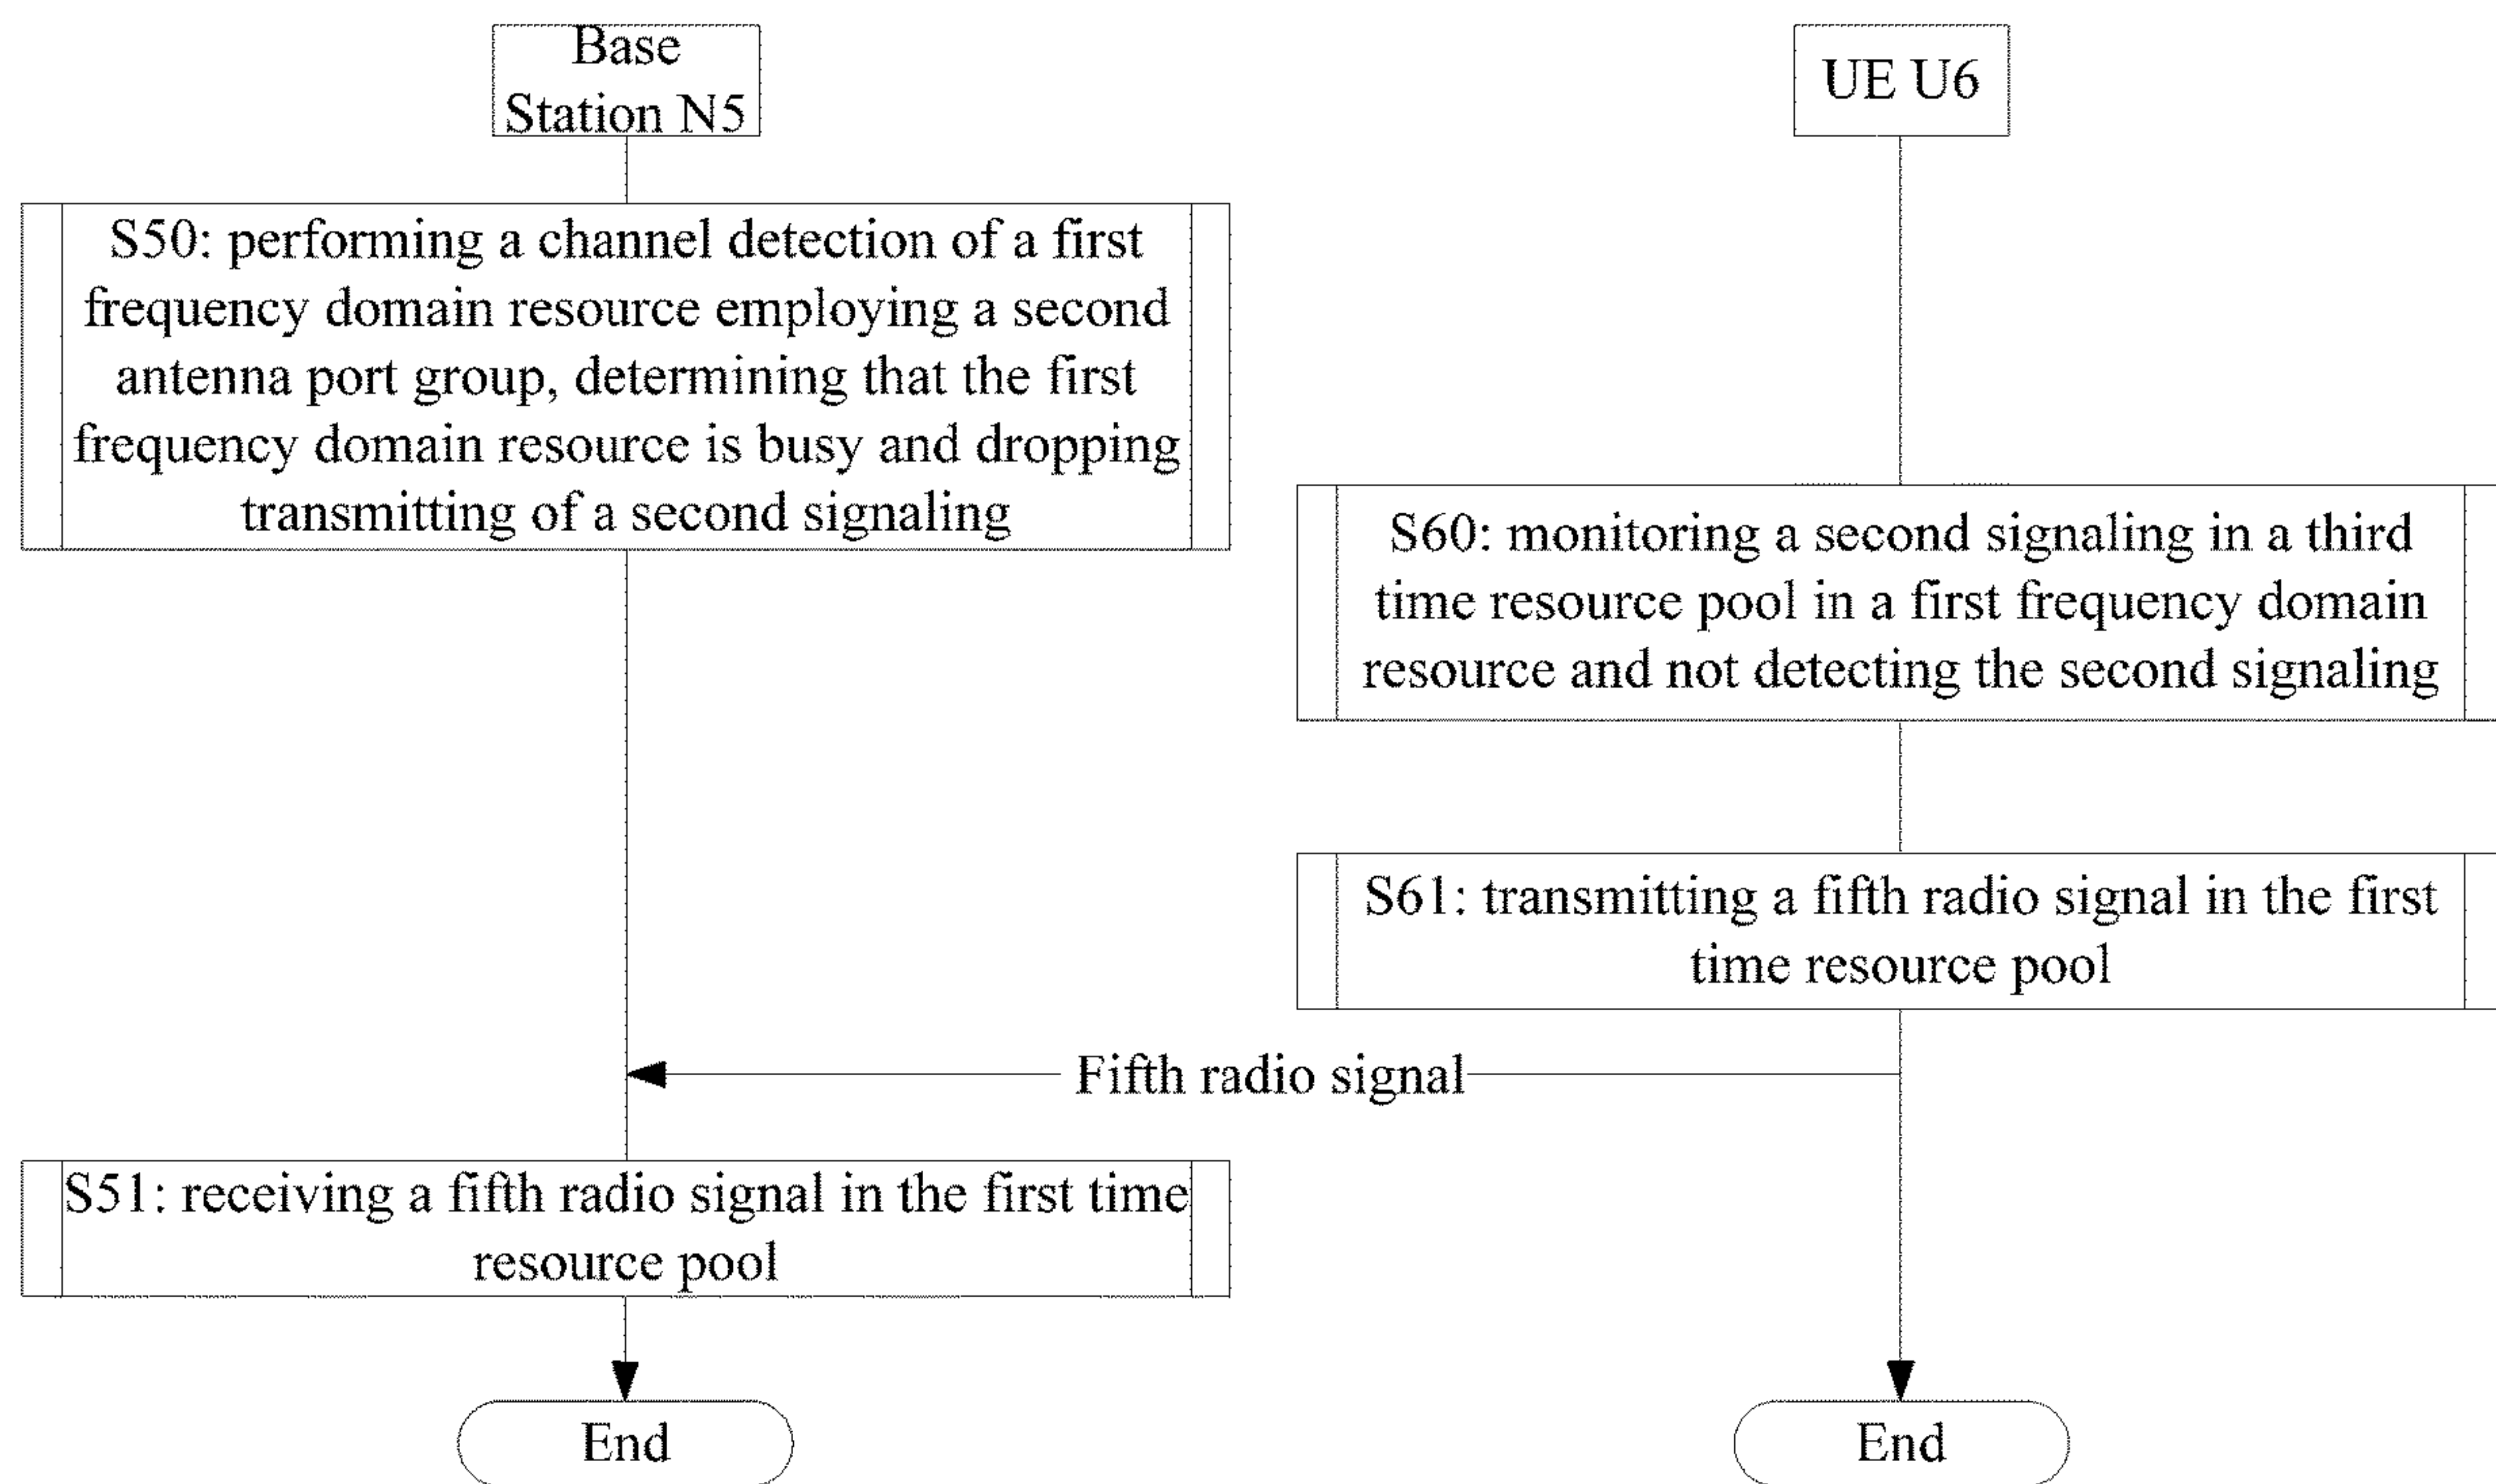 Base
Station N5
UE U6
S50: performing a channel detection of a first
frequency domain resource employing a second
antenna port group, determining that the first
frequency domain resource is busy and dropping
transmitting of a second signaling
S60: monitoring a second signaling in a third
time resource pool in a first frequency domain
resource and not detecting the second signaling
S61: transmitting a fifth radio signal in the first
time resource pool
Fifth radio signal
S51: receiving a fifth radio signal in the first time
resource pool
End
End